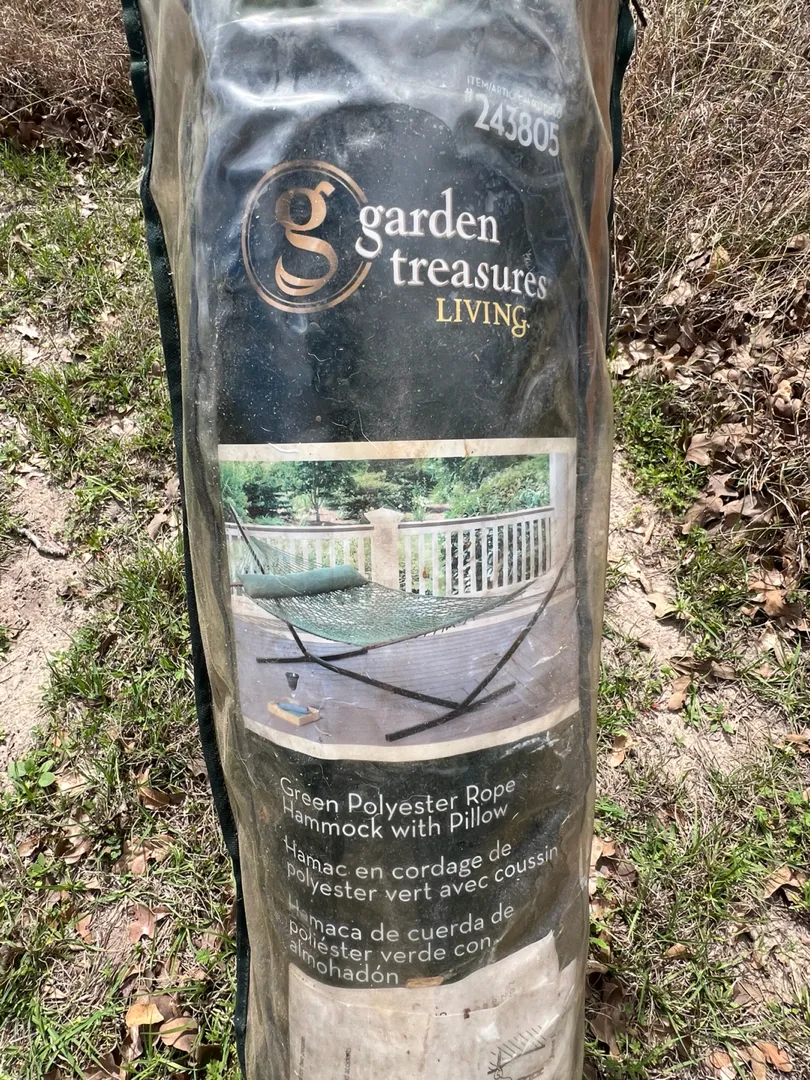 # 243805
g
garden
treasures
LIVING
Green Polyester Rope
Hammock with Pillow
Hamac en cordage de
polyester vert avec coussin
Hamaca de cuerda de
poliéster verde con
almohadón